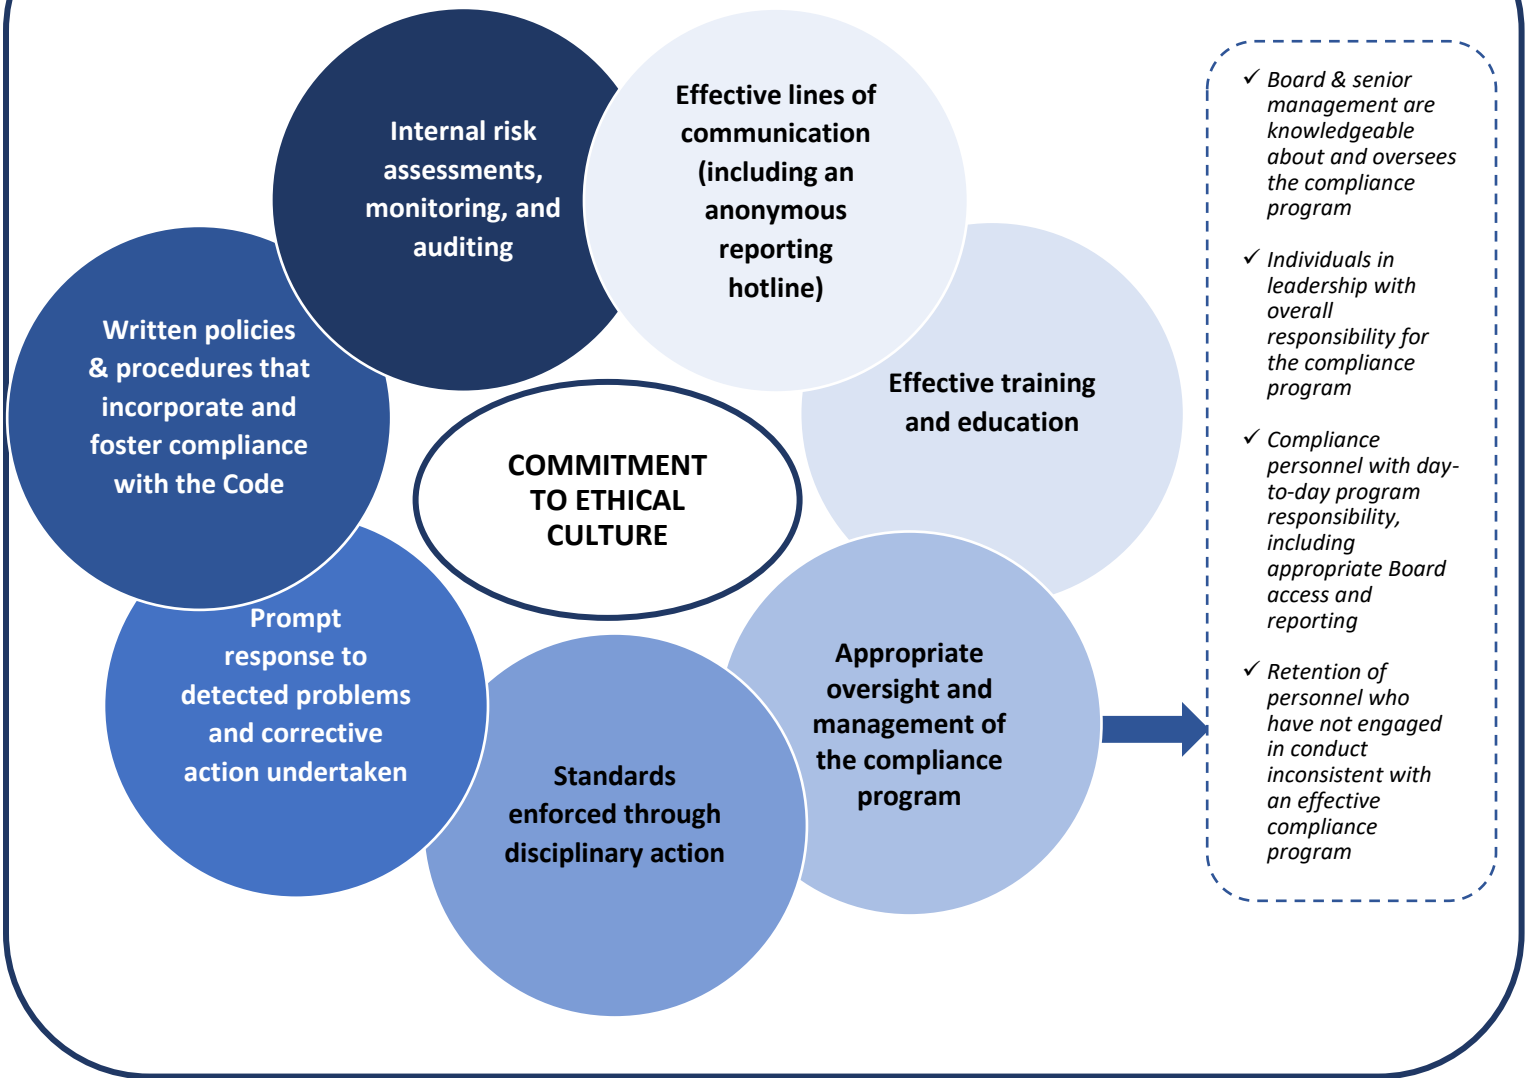 Internal risk
assessments,
monitoring, and
auditing
Effective lines of
communication
(including an
anonymous
reporting
hotline)
Effective training
and education
Appropriate
oversight and
management of
the compliance
program
Standards
enforced through
disciplinary action
Prompt
response to
detected problems
and corrective
action undertaken
Written policies
& procedures that
incorporate and
foster compliance
with the Code
COMMITMENT
TO ETHICAL
CULTURE
✓ Board & senior
management are
knowledgeable
about and oversees
the compliance
program
✓ Individuals in
leadership with
overall
responsibility for
the compliance
program
✓ Compliance
personnel with day-
to-day program
responsibility,
including
appropriate Board
access and
reporting
✓ Retention of
personnel who
have not engaged
in conduct
inconsistent with
an effective
compliance
program